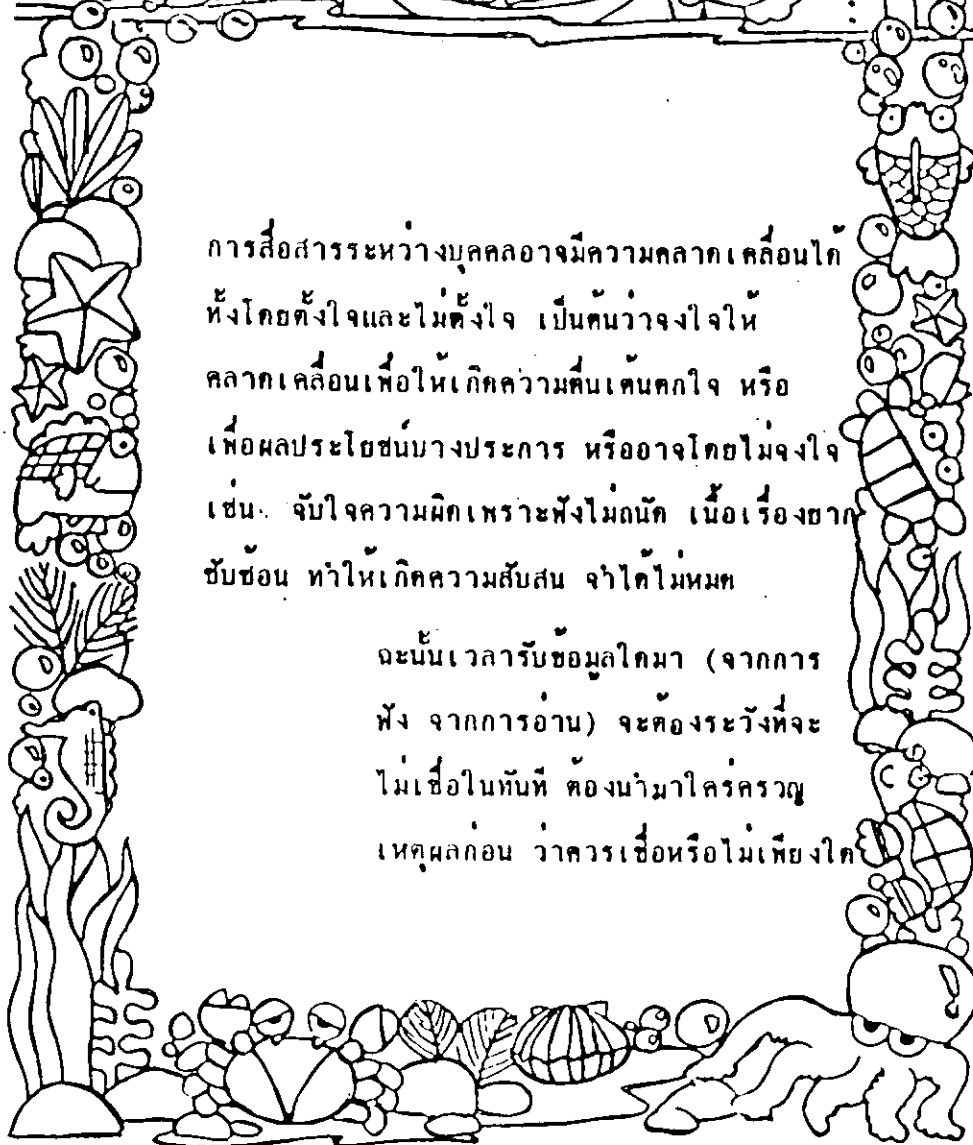 การสื่อสารระหว่างบุคคลอาจมีความคลาดเคลื่อนได้
ทั้งโดยตั้งใจและไม่ตั้งใจ เป็นต้นว่าจงใจให้
คลาดเคลื่อนเพื่อให้เกิดความตื่นเต้นตกใจ หรือ
เพื่อผลประโยชน์บางประการ หรืออาจโดยไม่จงใจ
เช่น จับใจความผิดเพราะฟังไม่ถนัด เนื้อเรื่องยาก
ซับซ้อน ทำให้เกิดความสับสน จำได้ไม่หมด
ฉะนั้นเวลารับข้อมูลใดมา (จากการ
ฟัง จากการอ่าน) จะต้องระวังที่จะ
ไม่เชื่อในทันที ต้องนำมาใคร่ครวญ
เหตุผลก่อน ว่าควรเชื่อหรือไม่เพียงใด